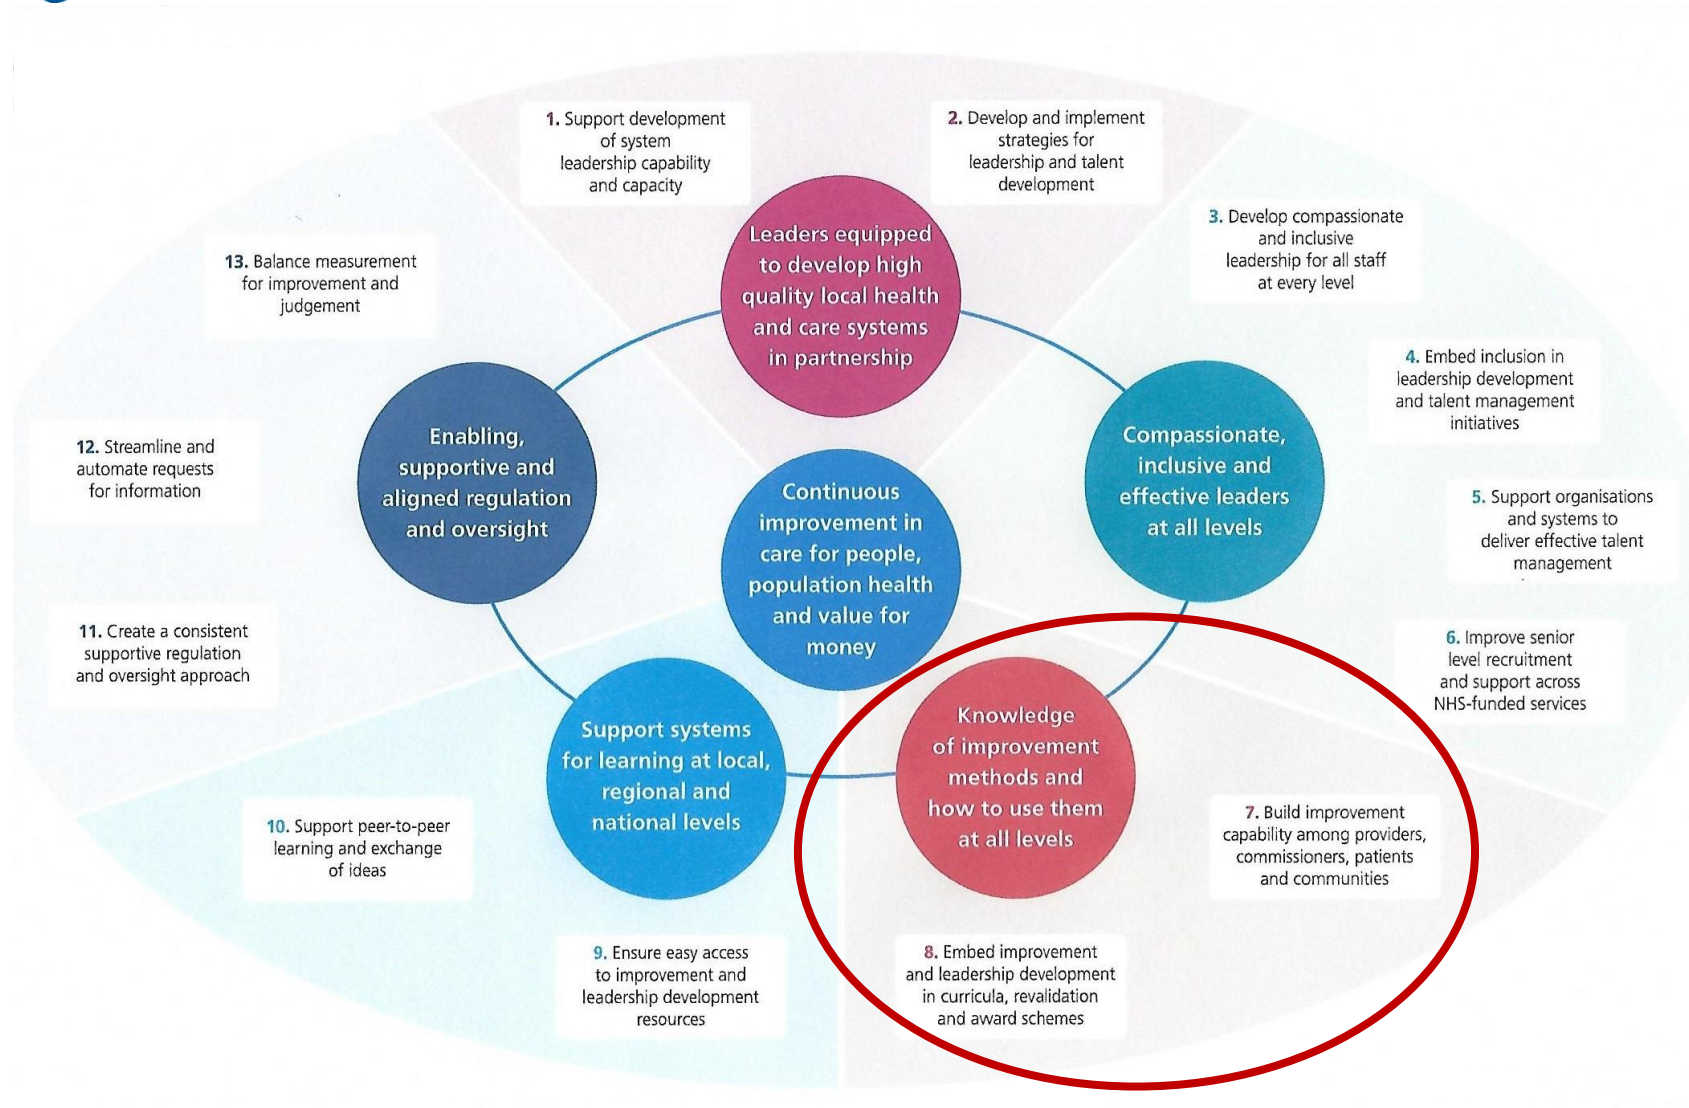 1. Support development
of system
leadership capability
and capacity
2. Develop and implement
strategies for
leadership and talent
development
Leaders equipped
to develop high
quality local health
and care systems
in partnership
3. Develop compassionate
and inclusive
leadership for all staff
at every level
4. Embed inclusion in
leadership development
and talent management
initiatives
5. Support organisations
and systems to
deliver effective talent
management
6. Improve senior
level recruitment
and support across
NHS-funded services
Compassionate,
inclusive and
effective leaders
at all levels
Knowledge
of improvement
methods and
how to use them
at all levels
7. Build improvement
capability among providers,
commissioners, patients
and communities
8. Embed improvement
and leadership development
in curricula, revalidation
and award schemes
Support systems
for learning at local,
regional and
national levels
9. Ensure easy access
to improvement and
leadership development
resources
10. Support peer-to-peer
learning and exchange
of ideas
Enabling,
supportive and
aligned regulation
and oversight
11. Create a consistent
supportive regulation
and oversight approach
12. Streamline and
automate requests
for information
13. Balance measurement
for improvement and
judgement
Continuous
improvement in
care for people,
population health
and value for
money